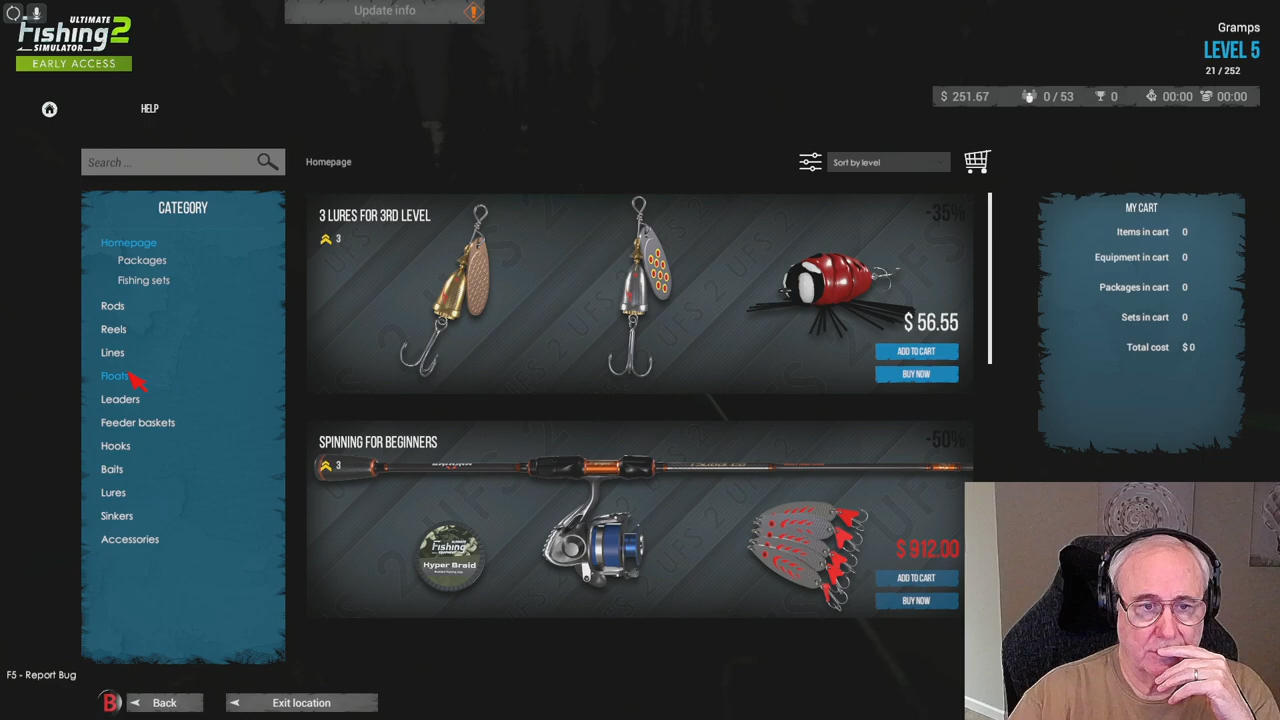 Update info
ULTIMATE
Fishing 2
SIMULATOR
EARLY ACCESS
Gramps
LEVEL 5
21 / 252
$ 251.67
0 / 53
0
00:00
00:00
HELP
Search ...
Homepage
Sort by level
CATEGORY
Homepage
Packages
Fishing sets
Rods
Reels
Lines
Floats
Leaders
Feeder baskets
Hooks
Baits
Lures
Sinkers
Accessories
3 LURES FOR 3RD LEVEL
3
-35%
UFS 2
$ 56.55
ADD TO CART
BUY NOW
SPINNING FOR BEGINNERS
3
-50%
ULTIMATE
Fishing
Hyper Braid
$ 912.00
ADD TO CART
BUY NOW
MY CART
Items in cart 0
Equipment in cart 0
Packages in cart 0
Sets in cart 0
Total cost $ 0
F5 - Report Bug
B
Back
Exit location